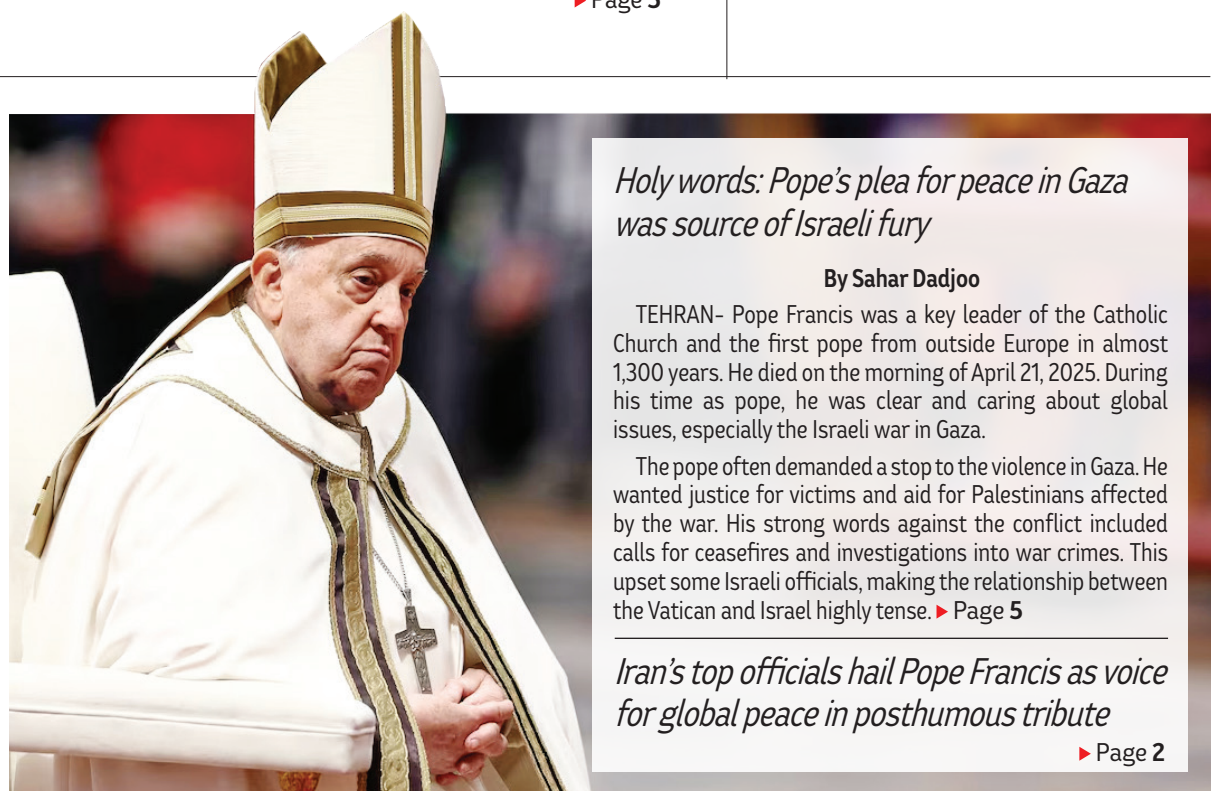 ▶Page 5
Holy words: Pope's plea for peace in Gaza
was source of Israeli fury
By Sahar Dadjoo
TEHRAN- Pope Francis was a key leader of the Catholic
Church and the first pope from outside Europe in almost
1,300 years. He died on the morning of April 21, 2025. During
his time as pope, he was clear and caring about global
issues, especially the Israeli war in Gaza.
The pope often demanded a stop to the violence in Gaza. He
wanted justice for victims and aid for Palestinians affected
by the war. His strong words against the conflict included
calls for ceasefires and investigations into war crimes. This
upset some Israeli officials, making the relationship between
the Vatican and Israel highly tense. ▶ Page 5
Iran's top officials hail Pope Francis as voice
for global peace in posthumous tribute
▶ Page 2